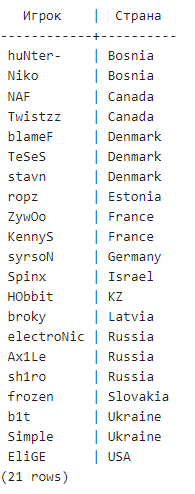 Игрок | Страна
------------+----------
huNter- | Bosnia
Niko | Bosnia
NAF | Canada
Twistzz | Canada
blameF | Denmark
TeSeS | Denmark
stavn | Denmark
ropz | Estonia
ZywOo | France
KennyS | France
syrsoN | Germany
Spinx | Israel
HObbit | KZ
broky | Latvia
electroNic | Russia
Ax1Le | Russia
sh1ro | Russia
frozen | Slovakia
b1t | Ukraine
Simple | Ukraine
EliGE | USA
(21 rows)